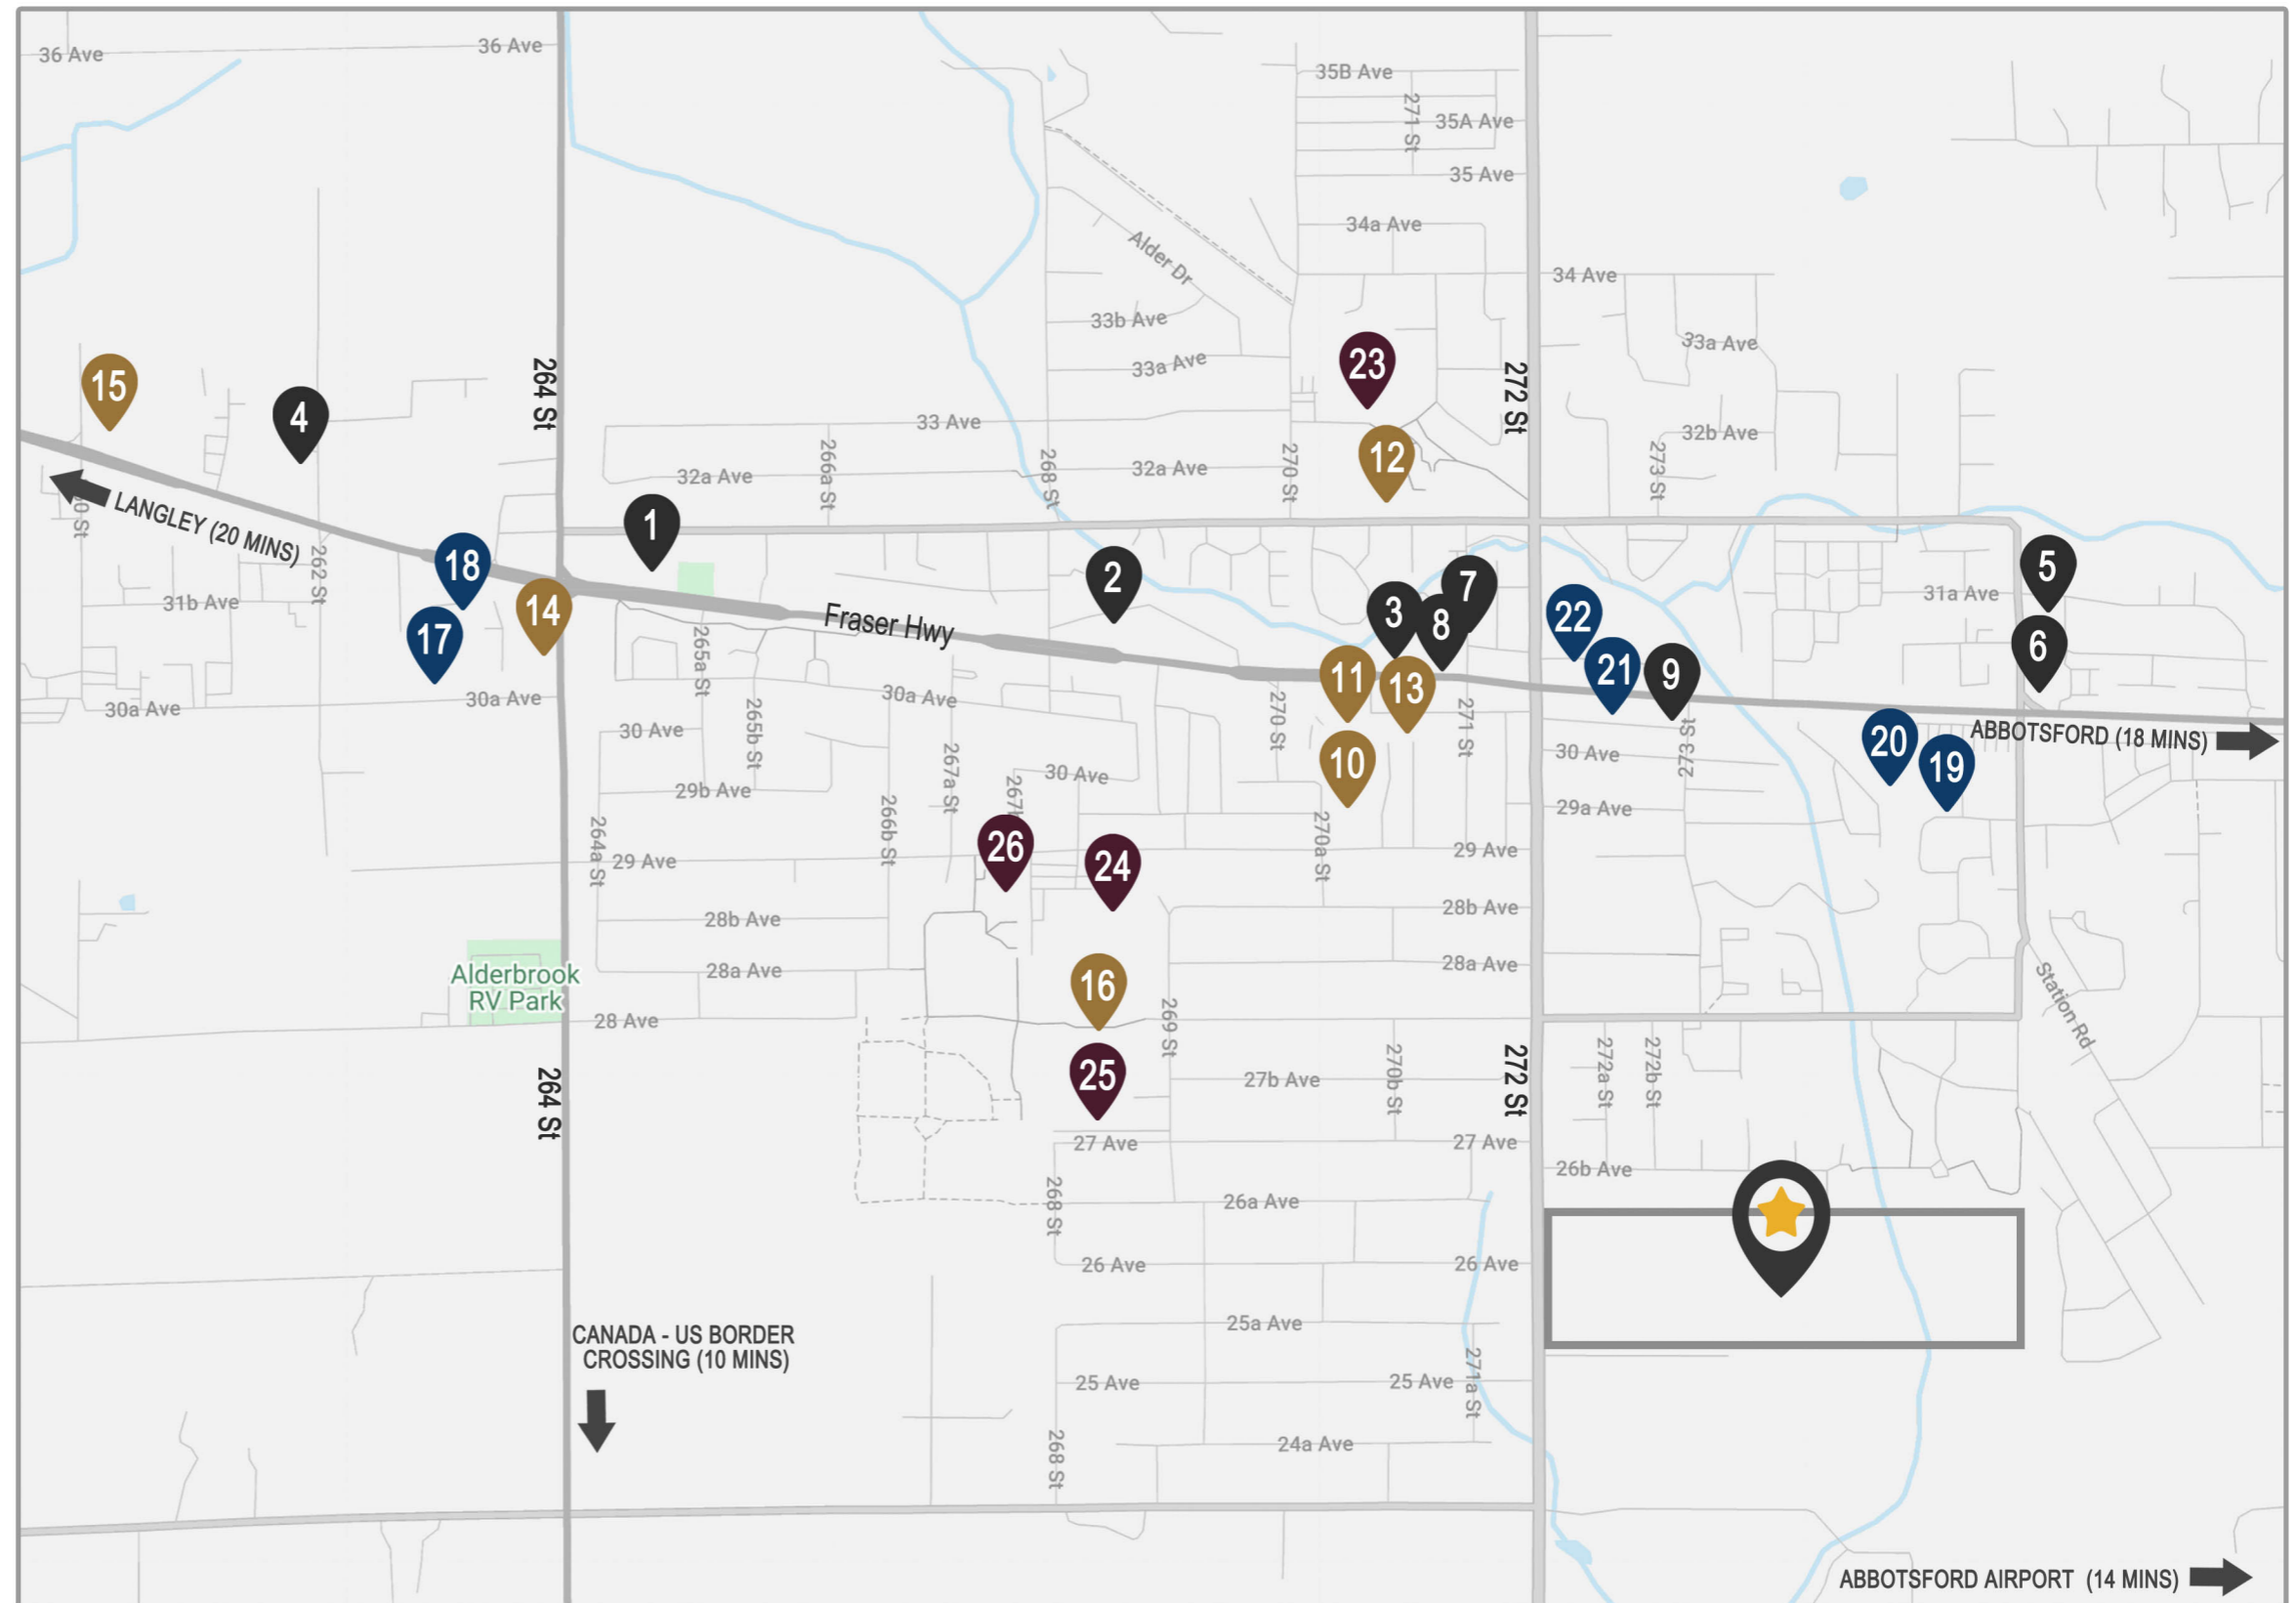 36 Ave
36 Ave
35B Ave
271 St
35A Ave
35 Ave
34a Ave
Alder Dr
34 Ave
33b Ave
33a Ave
33a Ave
23
15
4
264 St
272 St
33 Ave
32b Ave
12
32a Ave
266a St
268 St
32a Ave
270 St
273 St
LANGLEY (20 MINS)
1
18
262 St
2
7
5
31b Ave
14
Fraser Hwy
3
8
22
31a Ave
17
6
265a St
11
13
21
9
30a Ave
30a Ave
30a Ave
30 Ave
265b St
270 St
271 St
273 St
ABBOTSFORD (18 MINS)
20
19
10
30 Ave
267a St
30 Ave
29b Ave
266b St
29a Ave
264a St
26
24
270a St
29 Ave
29 Ave
28b Ave
28b Ave
Alderbrook
RV Park
28a Ave
16
28a Ave
Station Rd
28 Ave
269 St
25
264 St
27b Ave
270b St
272 St
272a St
272b St
27 Ave
27 Ave
26b Ave
268 St
26a Ave
26 Ave
26 Ave
CANADA - US BORDER
CROSSING (10 MINS)
25a Ave
25 Ave
25 Ave
271a St
268 St
24a Ave
ABBOTSFORD AIRPORT (14 MINS)